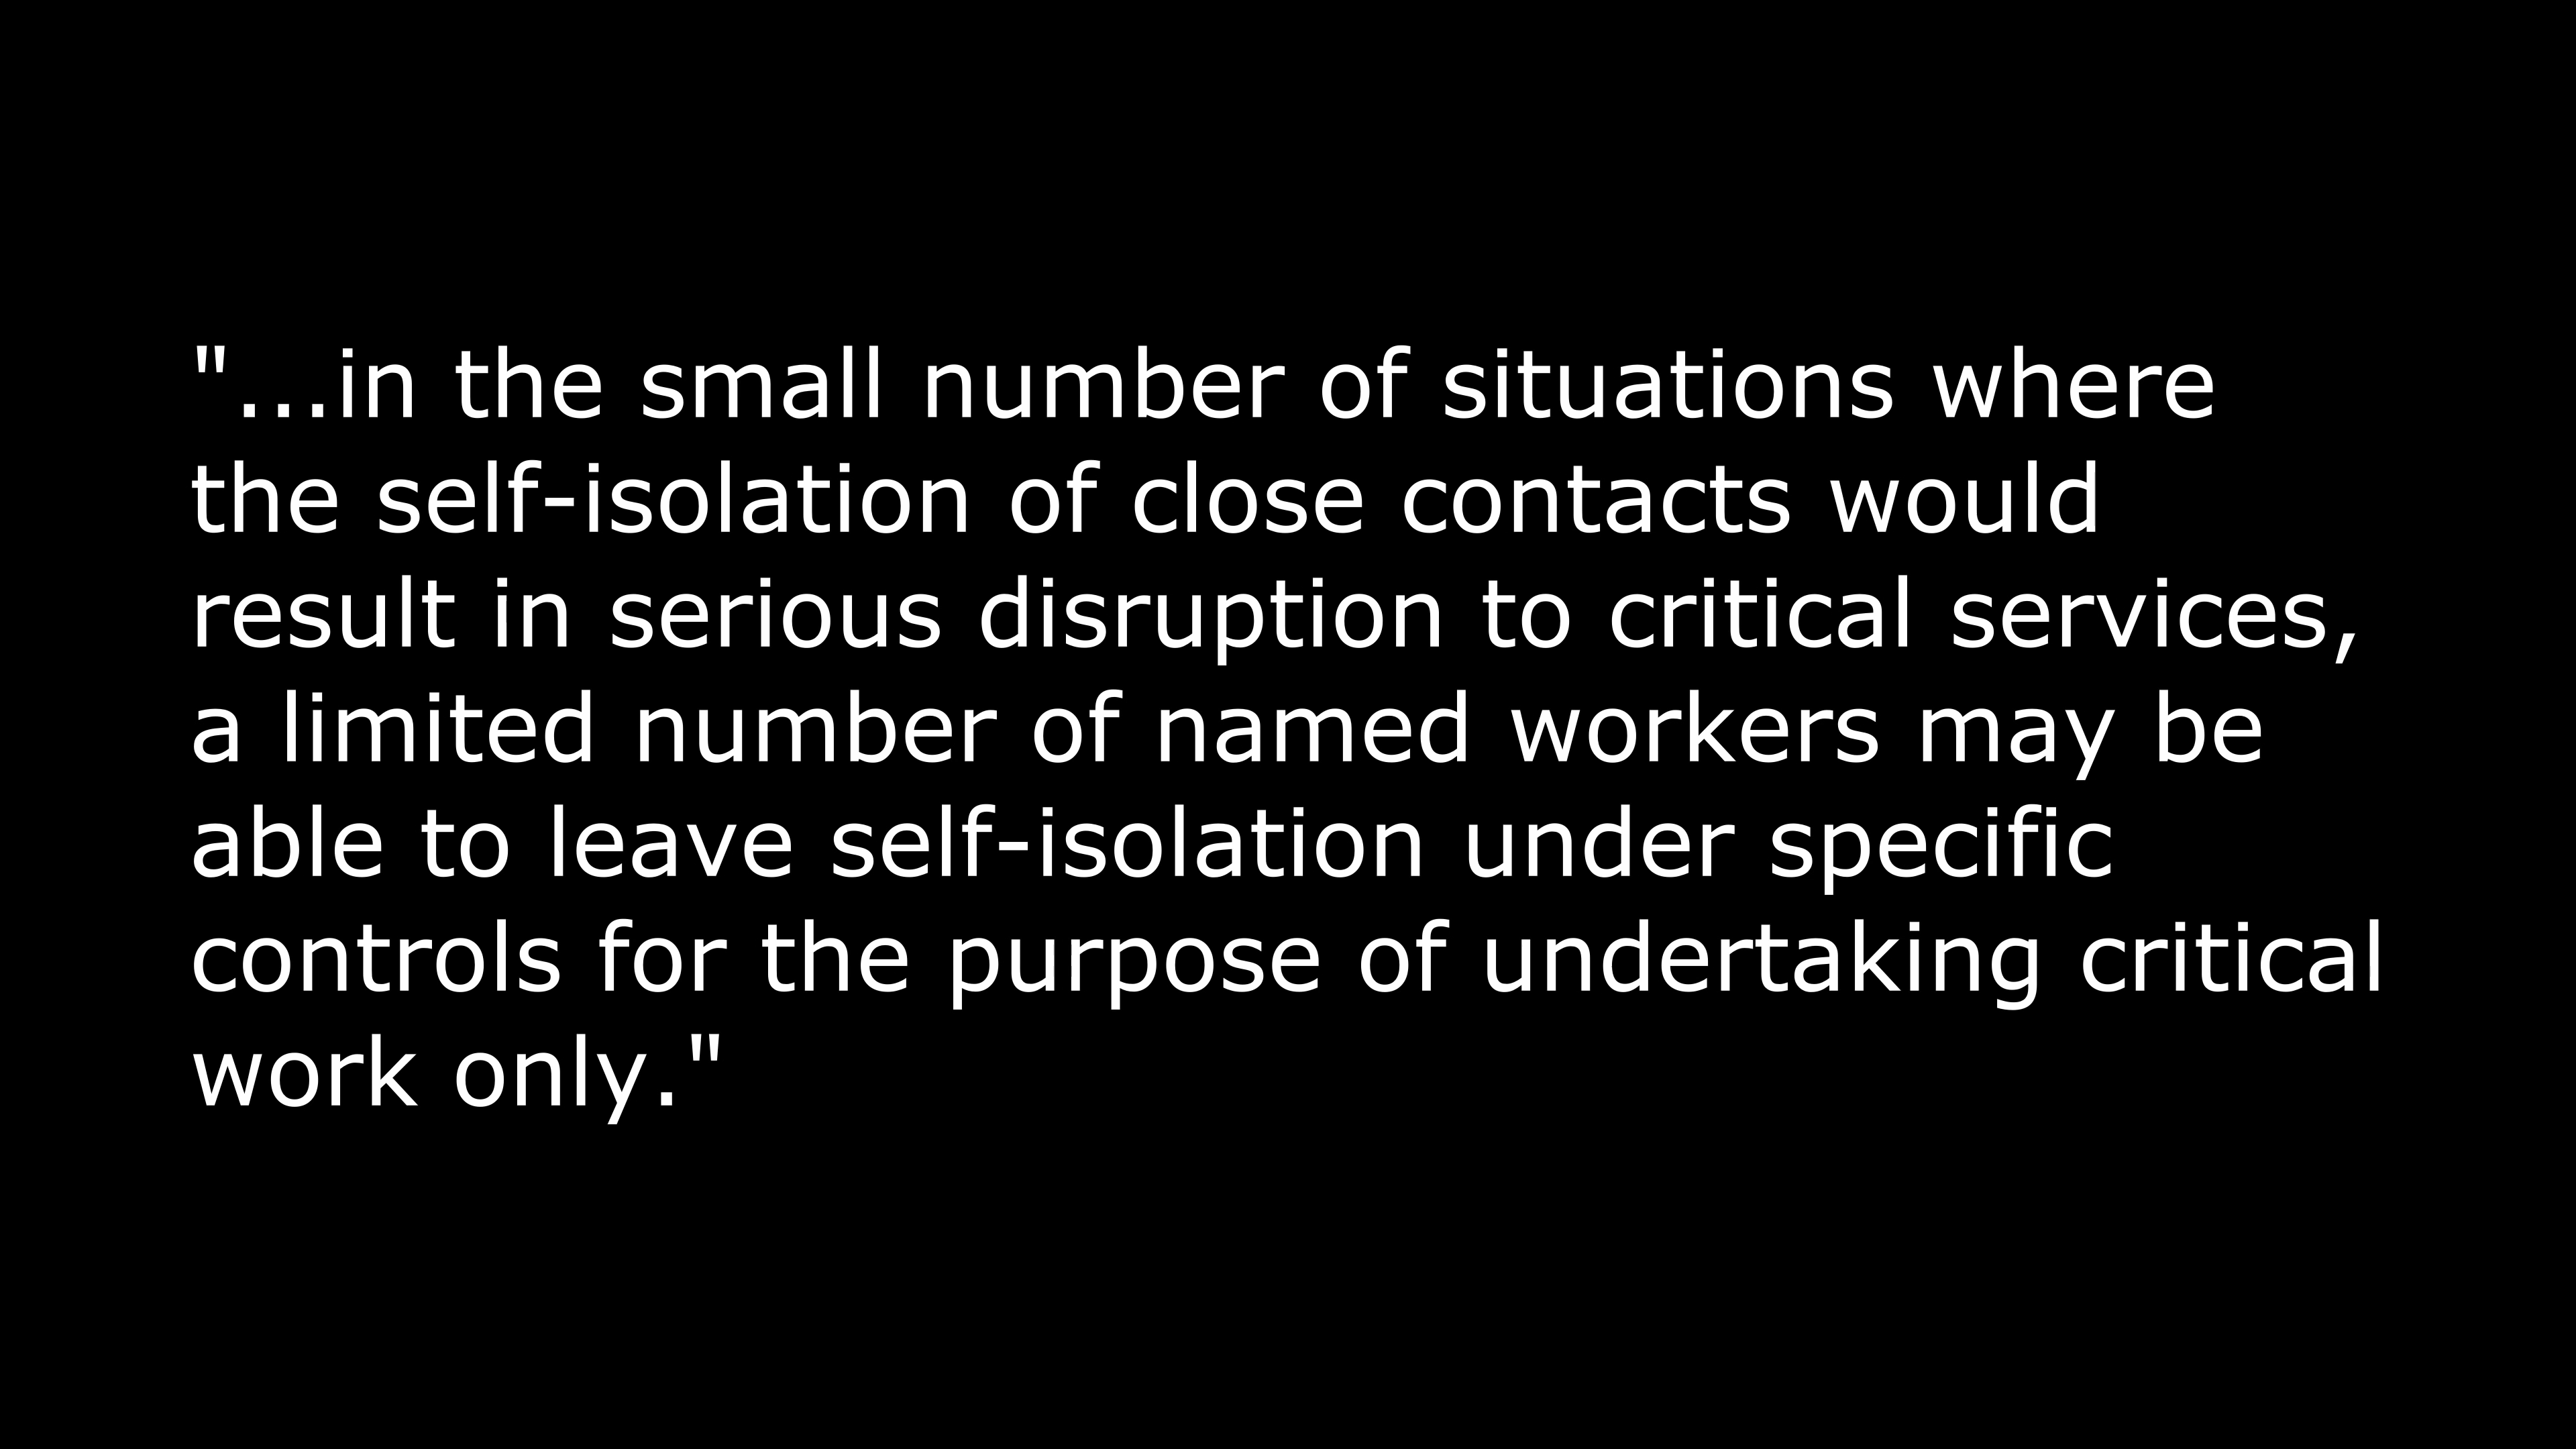 "...in the small number of situations where
the self-isolation of close contacts would
result in serious disruption to critical services,
a limited number of named workers may be
able to leave self-isolation under specific
controls for the purpose of undertaking critical
work only."